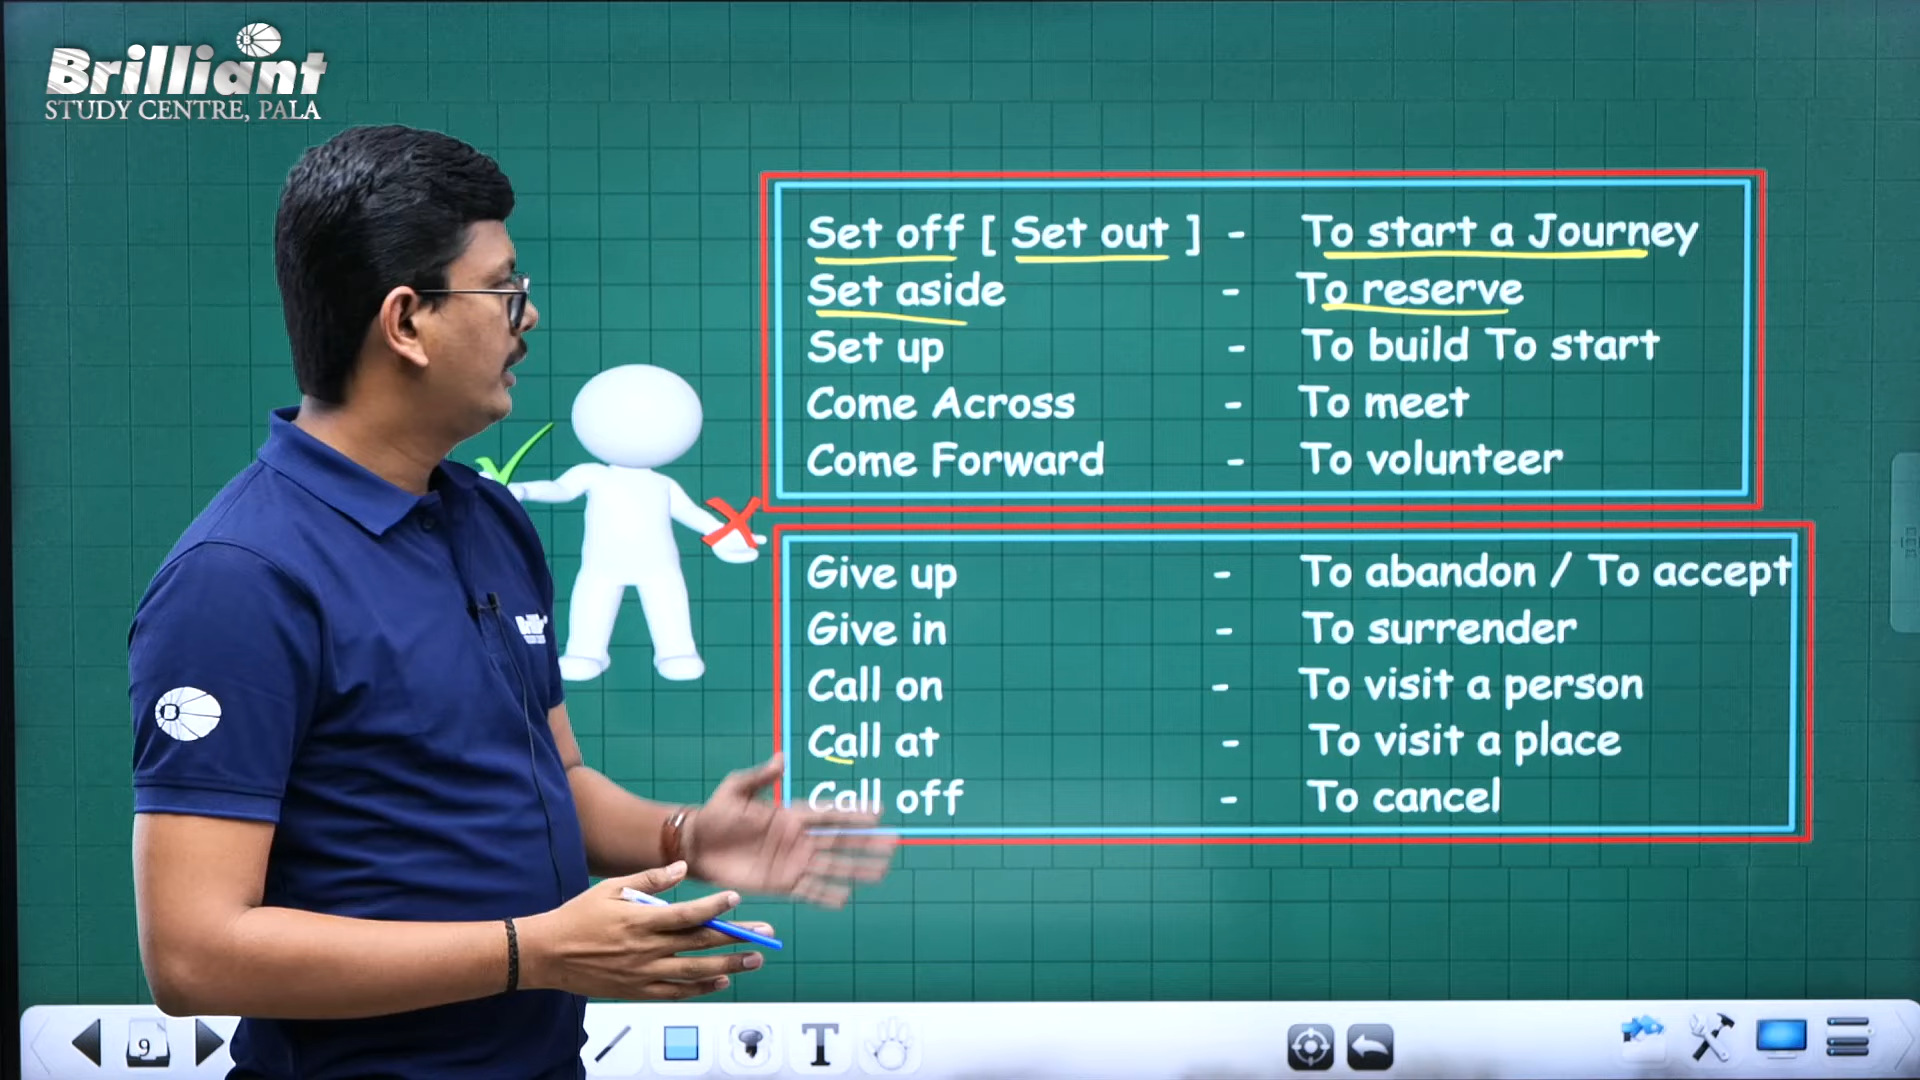 Brilliant
STUDY CENTRE, PALA
Set off [ Set out ] - To start a Journey
Set aside - To reserve
Set up - To build To start
Come Across - To meet
Come Forward - To volunteer
Give up - To abandon / To accept
Give in - To surrender
Call on - To visit a person
Call at - To visit a place
Call off - To cancel
B
9
T